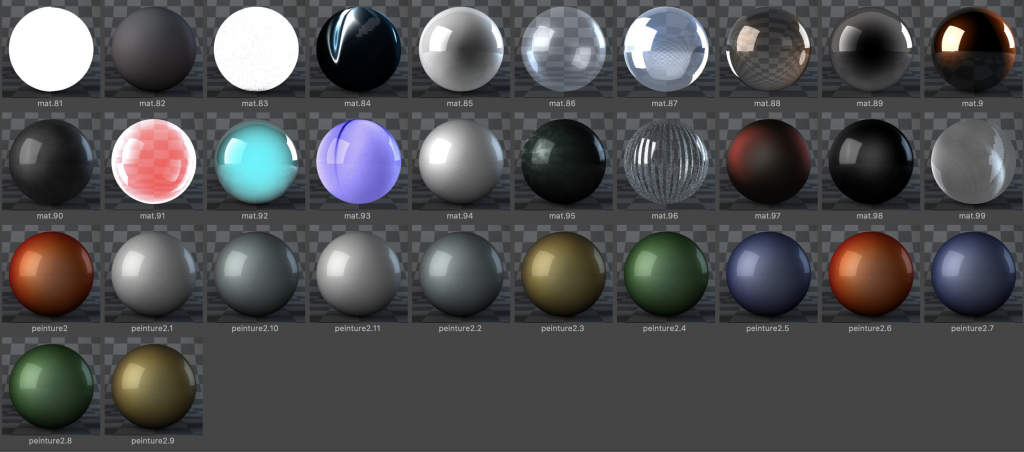 mat.81 mat.82 mat.83 mat.84 mat.85 mat.86 mat.87 mat.88 mat.89 mat.9
mat.90 mat.91 mat.92 mat.93 mat.94 mat.95 mat.96 mat.97 mat.98 mat.99
peinture2 peinture2.1 peinture2.10 peinture2.11 peinture2.2 peinture2.3 peinture2.4 peinture2.5 peinture2.6 peinture2.7
peinture2.8 peinture2.9